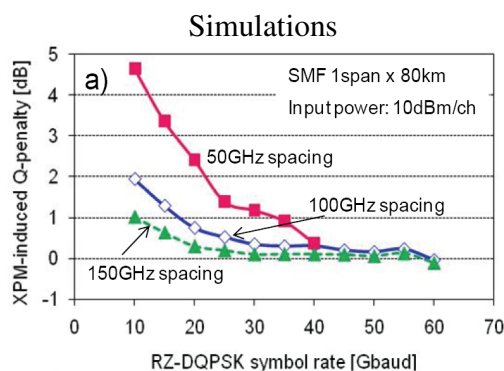 Simulations
a)
SMF 1span x 80km
Input power: 10dBm/ch
50GHz spacing
100GHz spacing
150GHz spacing
XPM-induced Q-penalty [dB]
5
4
3
2
1
0
-1
0 10 20 30 40 50 60 70
RZ-DQPSK symbol rate [Gbaud]